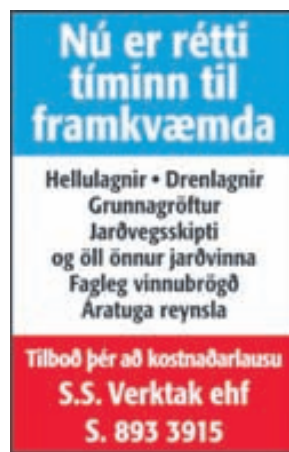 Nú er rétti
tíminn til
framkvæmda
Hellulagnir • Drenlagnir
Grunnagröftur
Jarðvegsskipti
og öll önnur jarðvinna
Fagleg vinnubrögð
Áratuga reynsla
Tilboð þér að kostnaðarlausu
S.S. Verktak ehf
S. 893 3915